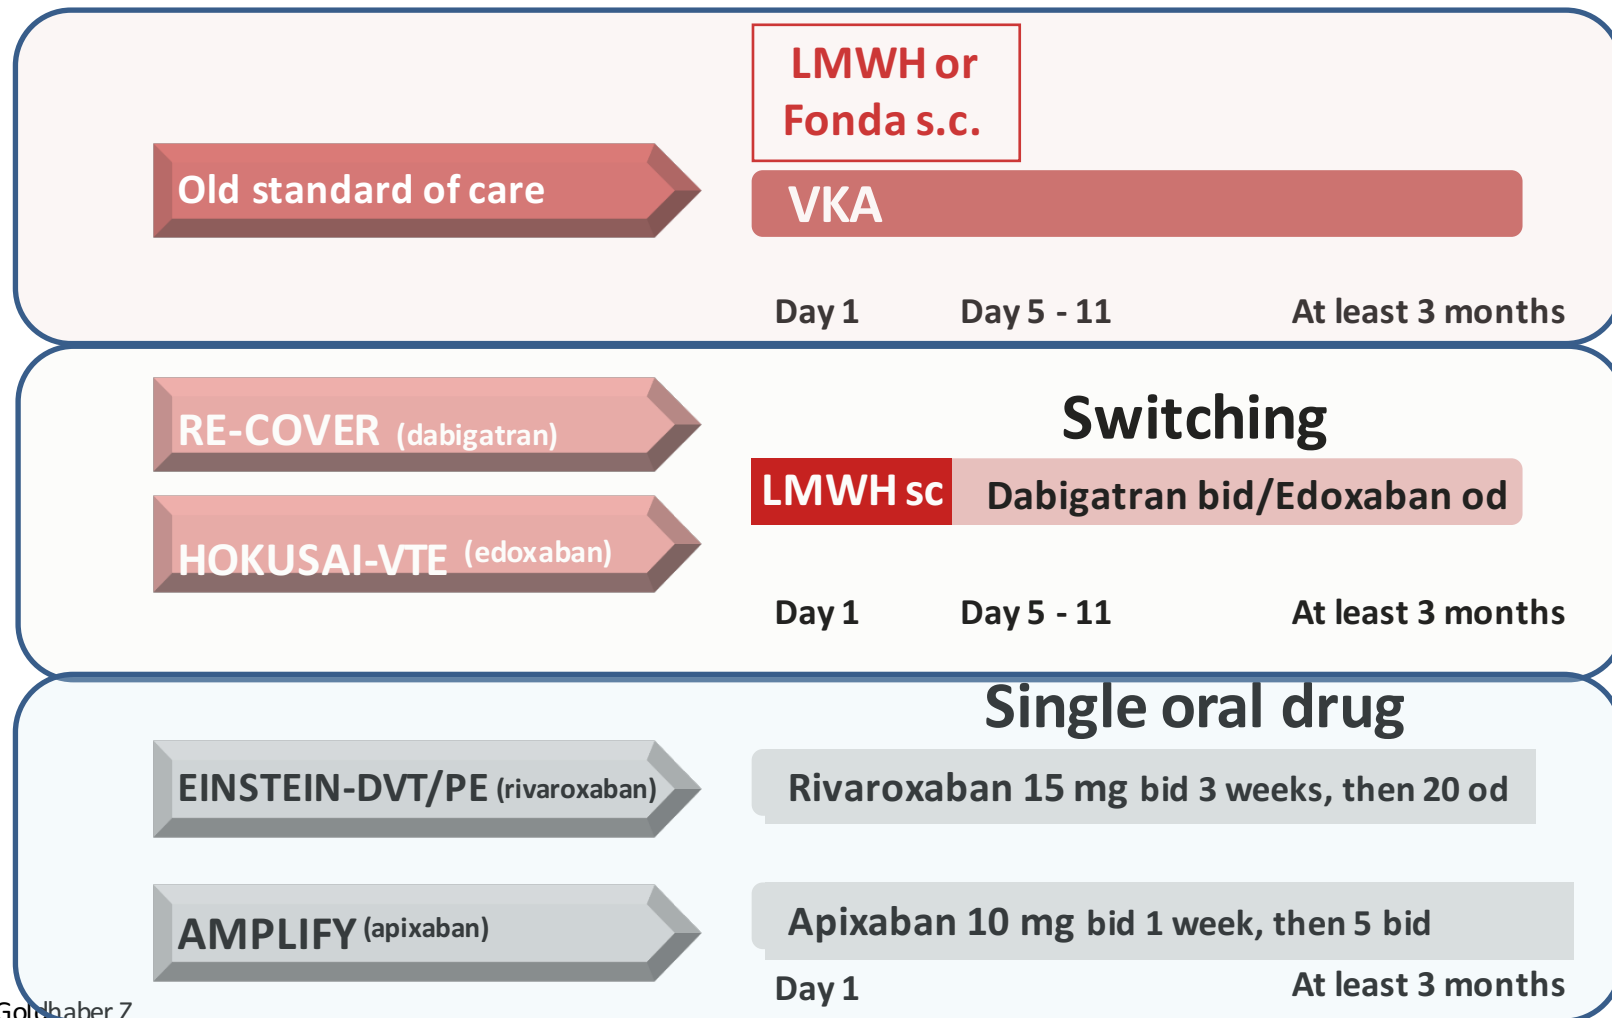 LMWH or
Fonda s.c.
Old standard of care
VKA
Day 1 Day 5 - 11 At least 3 months
RE-COVER (dabigatran)
Switching
LMWH sc Dabigatran bid/Edoxaban od
HOKUSAI-VTE (edoxaban)
Day 1 Day 5 - 11 At least 3 months
Single oral drug
EINSTEIN-DVT/PE (rivaroxaban) Rivaroxaban 15 mg bid 3 weeks, then 20 od
AMPLIFY (apixaban) Apixaban 10 mg bid 1 week, then 5 bid
Day 1 At least 3 months
Goldhaber Z